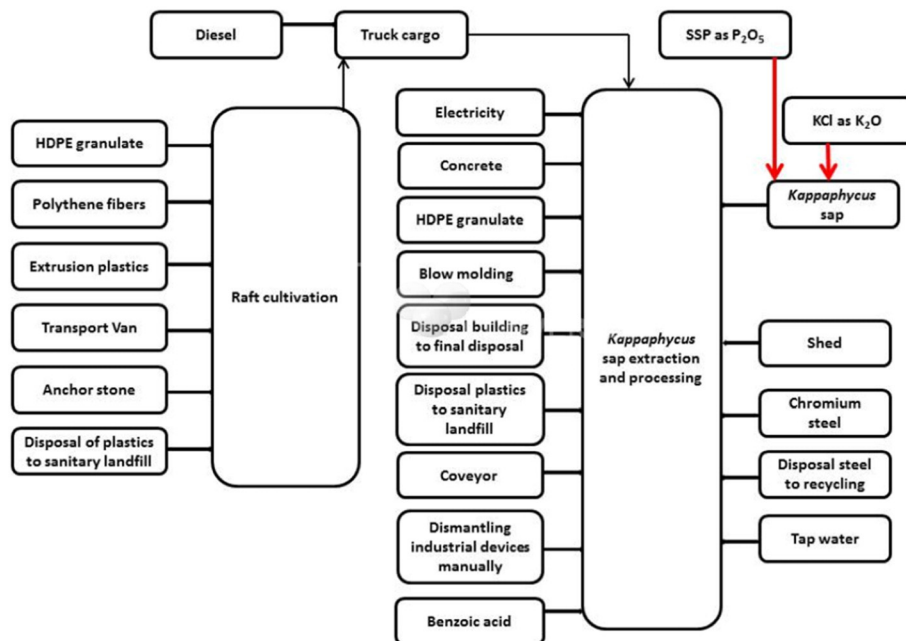 Diesel
Truck cargo
SSP as P₂O₅
KCl as K₂O
HDPE granulate
Polythene fibers
Extrusion plastics
Transport Van
Anchor stone
Disposal of plastics
to sanitary landfill
Raft cultivation
Electricity
Concrete
HDPE granulate
Blow molding
Disposal building
to final disposal
Disposal plastics
to sanitary
landfill
Coveyor
Dismantling
industrial devices
manually
Benzoic acid
Kappaphycus
sap extraction
and processing
Kappaphycus
sap
Shed
Chromium
steel
Disposal steel
to recycling
Tap water